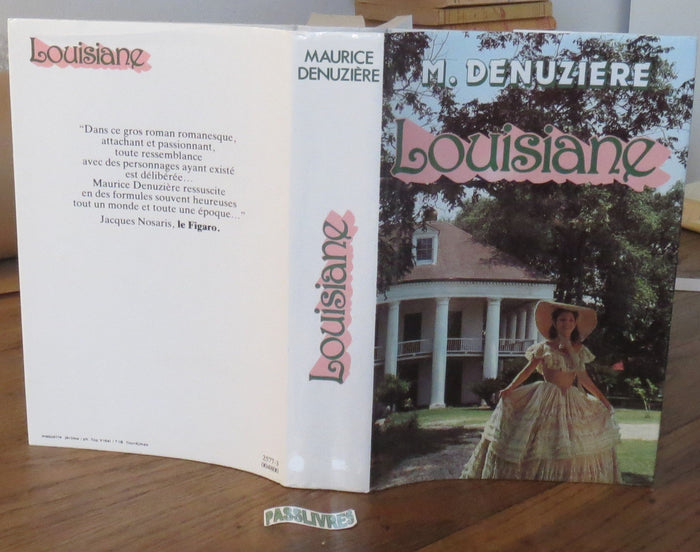 Louisiane
"Dans ce gros roman romanesque,
attachant et passionnant,
toute ressemblance
avec des personnages ayant existé
est délibérée...
Maurice Denuzière ressuscite
en des formules souvent heureuses
tout un monde et toute une époque..."
Jacques Nosaris, le Figaro.
2577-3
MAURICE
DENUZIÈRE
Louisiane
M. DENUZIÈRE
Louisiane
PASSLIVRES